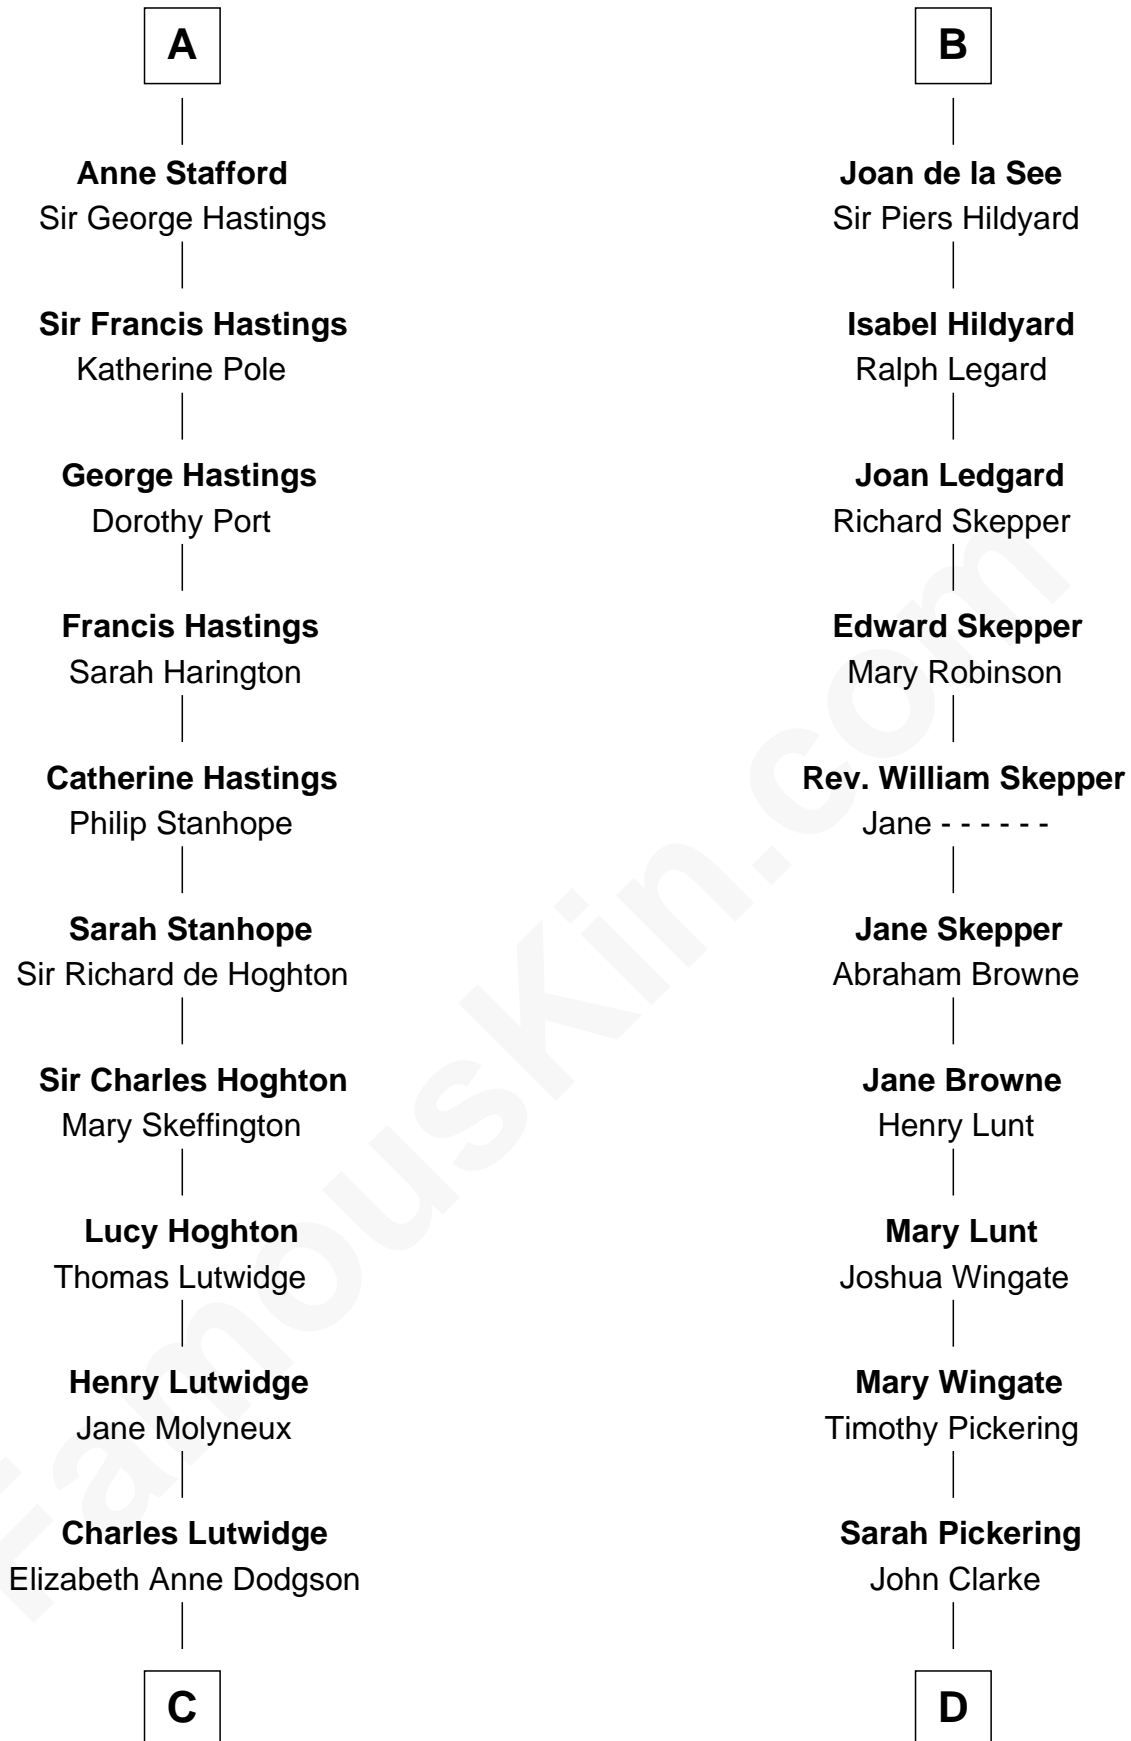 A
Anne Stafford
Sir George Hastings
Sir Francis Hastings
Katherine Pole
George Hastings
Dorothy Port
Francis Hastings
Sarah Harington
Catherine Hastings
Philip Stanhope
Sarah Stanhope
Sir Richard de Hoghton
Sir Charles Hoghton
Mary Skeffington
Lucy Hoghton
Thomas Lutwidge
Henry Lutwidge
Jane Molyneux
Charles Lutwidge
Elizabeth Anne Dodgson
C
B
Joan de la See
Sir Piers Hildyard
Isabel Hildyard
Ralph Legard
Joan Ledgard
Richard Skepper
Edward Skepper
Mary Robinson
Rev. William Skepper
Jane - - - - - -
Jane Skepper
Abraham Browne
Jane Browne
Henry Lunt
Mary Lunt
Joshua Wingate
Mary Wingate
Timothy Pickering
Sarah Pickering
John Clarke
D
FamousKin.com